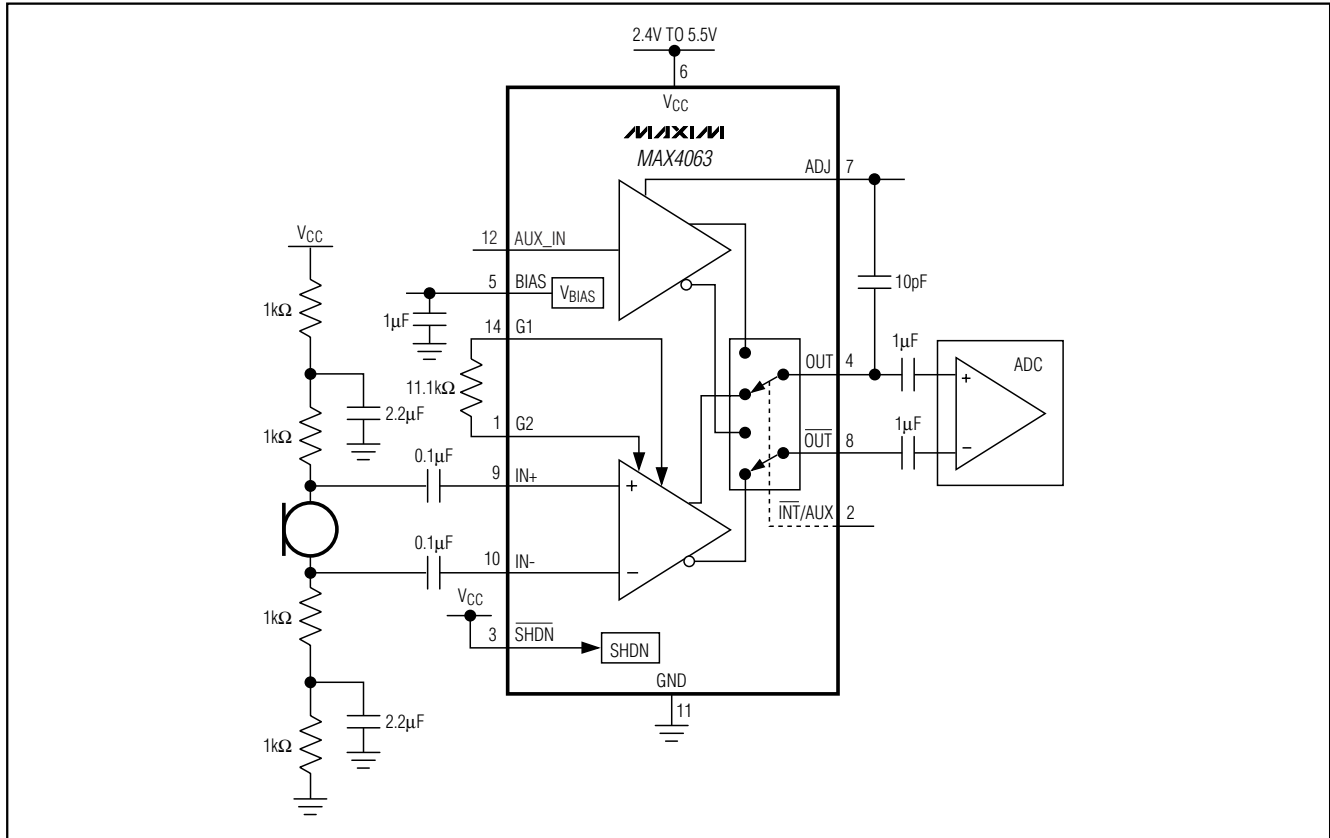 2.4V TO 5.5V
6
VCC
MAXIM
MAX4063
ADJ 7
VCC
12 AUX_IN
5 BIAS VBIAS
10pF
1kΩ
1µF
14 G1
1µF
OUT 4
ADC
11.1kΩ
+
2.2µF
1kΩ
1 G2
1µF
OUT 8
−
0.1µF
9 IN+
+
INT/AUX 2
0.1µF
10 IN-
−
VCC
1kΩ
3 SHDN SHDN
GND
11
2.2µF
1kΩ